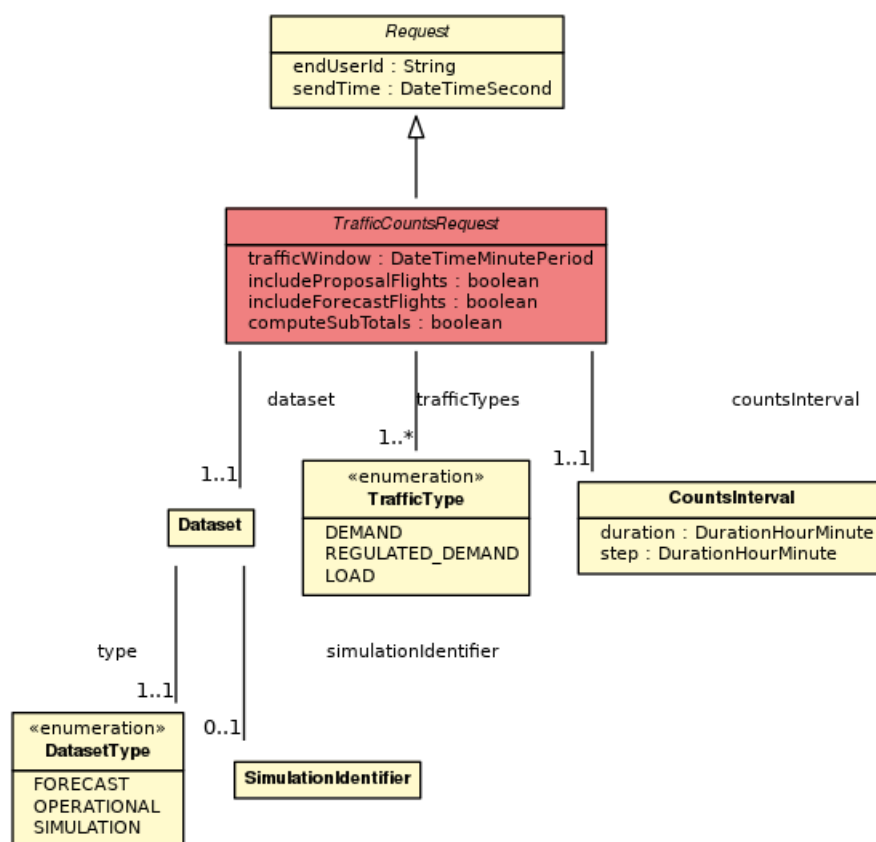 Request
endUserId : String
sendTime : DateTimeSecond
TrafficCountsRequest
trafficWindow : DateTimeMinutePeriod
includeProposalFlights : boolean
includeForecastFlights : boolean
computeSubTotals : boolean
dataset
trafficTypes
countsInterval
1..1
1..*
1..1
Dataset
«enumeration»
TrafficType
DEMAND
REGULATED_DEMAND
LOAD
CountsInterval
duration : DurationHourMinute
step : DurationHourMinute
type
simulationIdentifier
1..1
0..1
«enumeration»
DatasetType
FORECAST
OPERATIONAL
SIMULATION
SimulationIdentifier